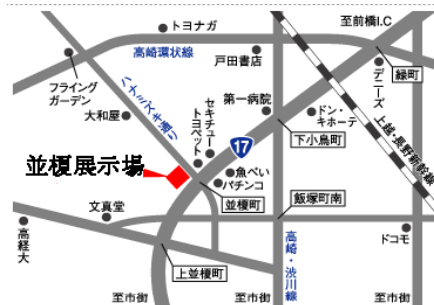 トヨナガ
至前橋I.C
高崎環状線
戸田書店
緑町
フライング
ガーデン
ハナミズキ通り
デニーズ
大和屋
セキチュー
トヨペット
第一病院
ドン・
キホーテ
上越・長野新幹線
17
下小鳥町
並榎展示場
魚べい
パチンコ
文真堂
並榎町
飯塚町南
高経大
高崎・渋川線
ドコモ
上並榎町
至市街
至市街
至市街